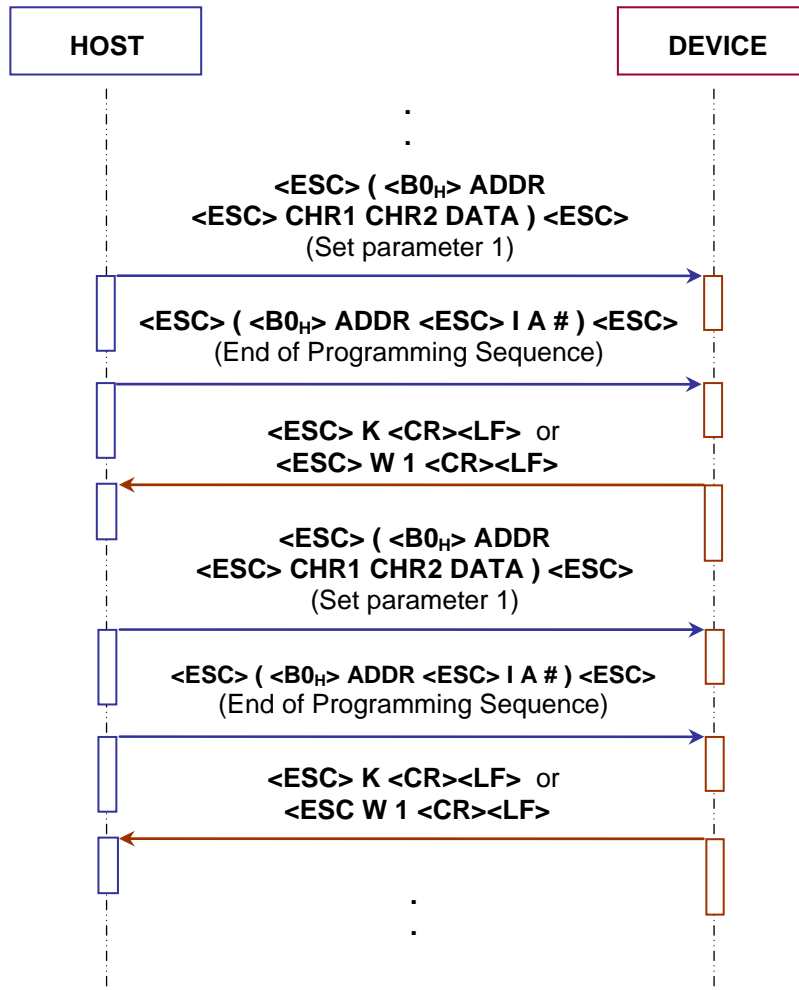 HOST
DEVICE
.
.
<ESC> ( <B0H> ADDR
<ESC> CHR1 CHR2 DATA ) <ESC>
(Set parameter 1)
<ESC> ( <B0H> ADDR <ESC> I A # ) <ESC>
(End of Programming Sequence)
<ESC> K <CR><LF> or
<ESC> W 1 <CR><LF>
<ESC> ( <B0H> ADDR
<ESC> CHR1 CHR2 DATA ) <ESC>
(Set parameter 1)
<ESC> ( <B0H> ADDR <ESC> I A # ) <ESC>
(End of Programming Sequence)
<ESC> K <CR><LF> or
<ESC W 1 <CR><LF>
.
.